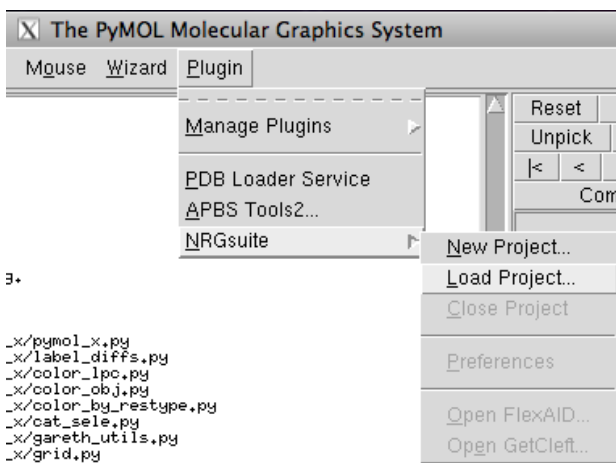 The PyMOL Molecular Graphics System
Mouse Wizard Plugin
Manage Plugins
PDB Loader Service
APBS Tools2...
NRGsuite
Reset
Unpick
|< <
Com
New Project...
Load Project...
Close Project
Preferences
Open FlexAID...
Open GetCleft...
g.
_x/pymol_x.py
_x/label_diffs.py
_x/color_lpc.py
_x/color_obj.py
_x/color_by_restype.py
_x/cat_sele.py
_x/gareth_utils.py
_x/grid.py